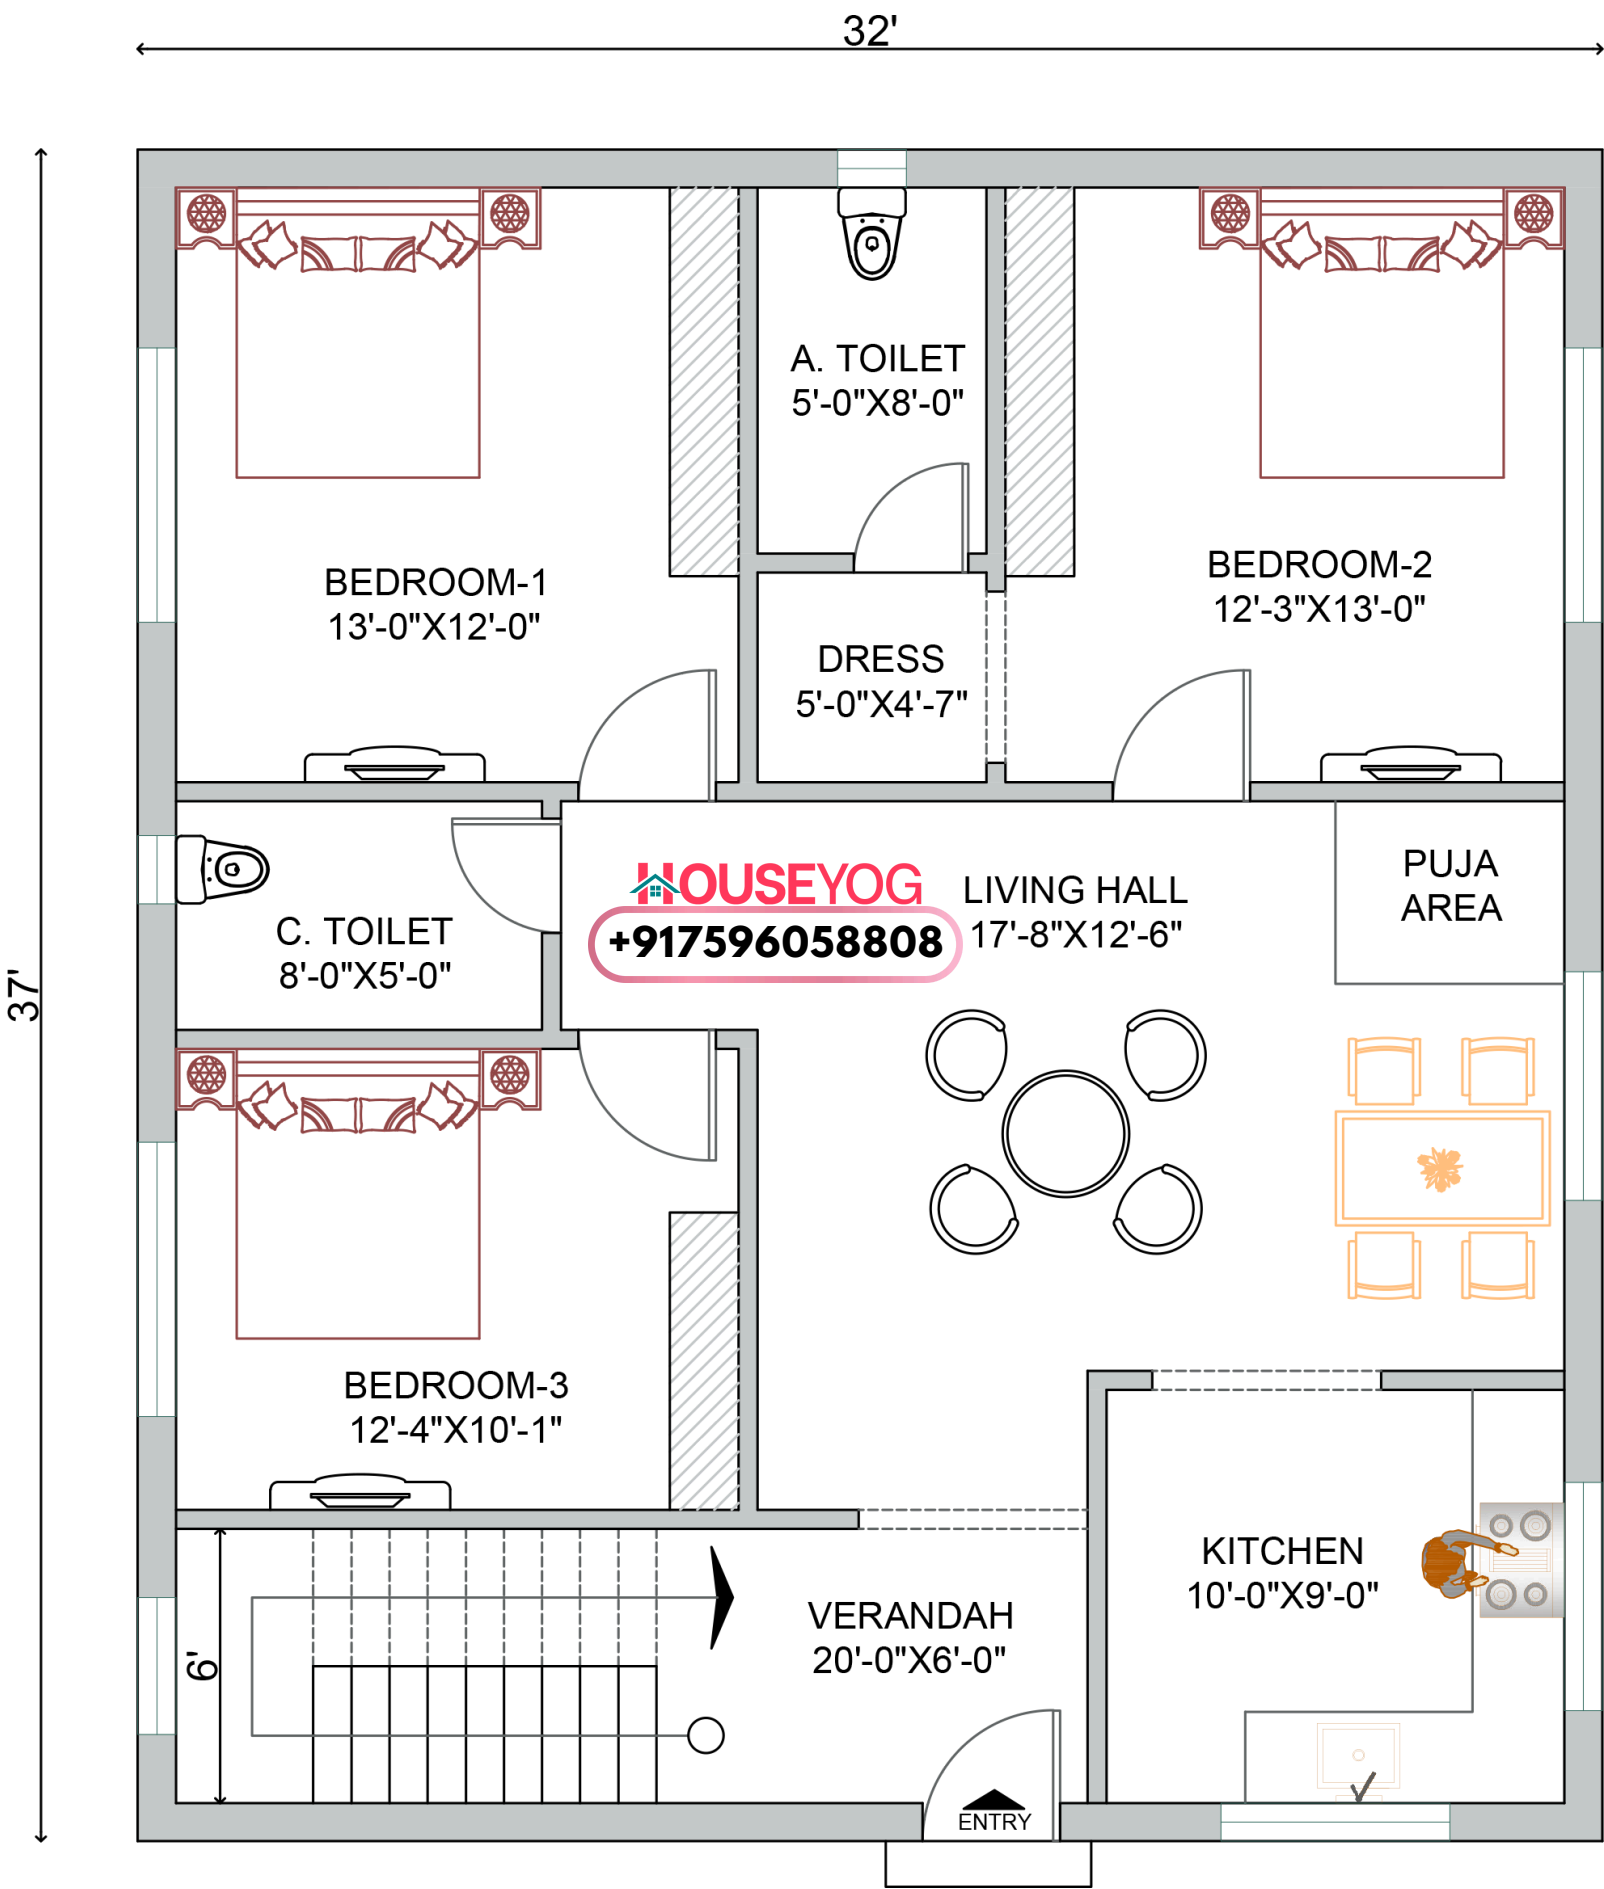 32'
A. TOILET
5'-0"X8'-0"
BEDROOM-1
13'-0"X12'-0"
BEDROOM-2
12'-3"X13'-0"
DRESS
5'-0"X4'-7"
PUJA
AREA
HOUSEYOG
+917596058808
LIVING HALL
17'-8"X12'-6"
C. TOILET
8'-0"X5'-0"
37'
BEDROOM-3
12'-4"X10'-1"
KITCHEN
10'-0"X9'-0"
VERANDAH
20'-0"X6'-0"
6'
ENTRY